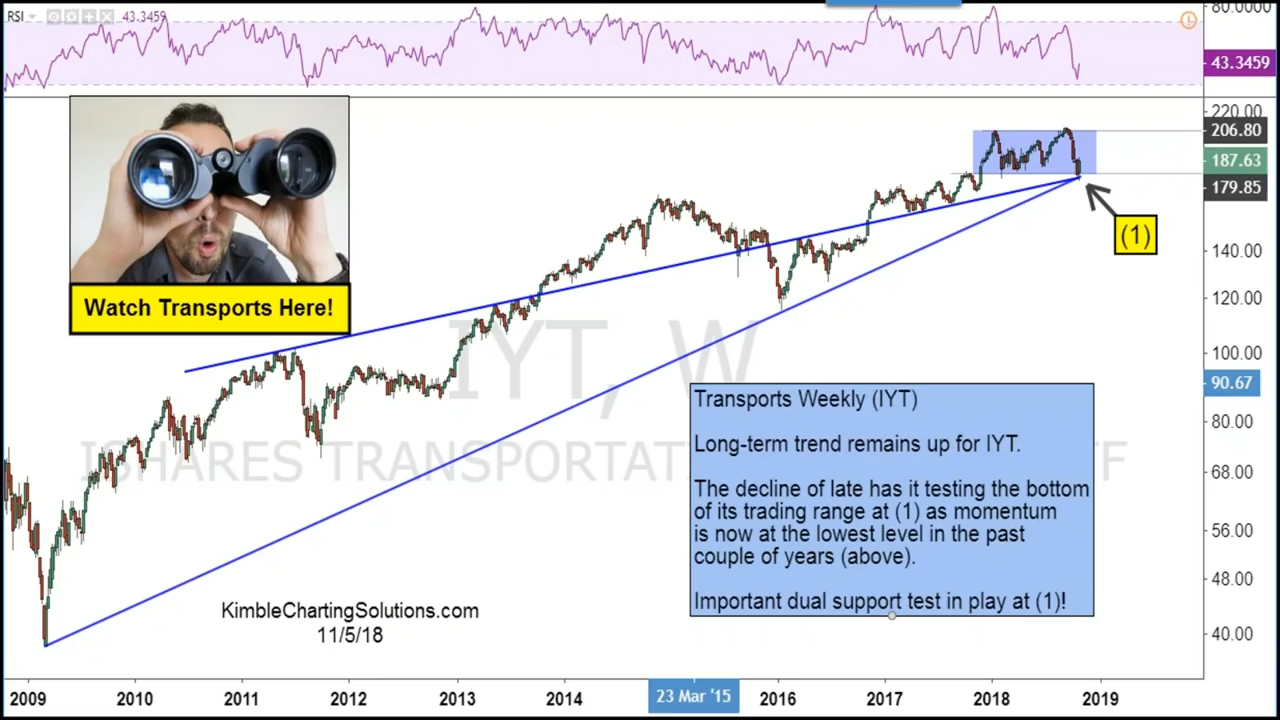 RSI
43.3459
80.0000
43.3459
220.00
206.80
187.63
179.85
(1)
140.00
120.00
100.00
90.67
80.00
68.00
56.00
48.00
40.00
Watch Transports Here!
IYT, W
ISHARES TRANSPORTAT
F
Transports Weekly (IYT)
Long-term trend remains up for IYT.
The decline of late has it testing the bottom
of its trading range at (1) as momentum
is now at the lowest level in the past
couple of years (above).
Important dual support test in play at (1)!
KimbleChartingSolutions.com
11/5/18
2009
2010
2011
2012
2013
2014
23 Mar '15
2016
2017
2018
2019